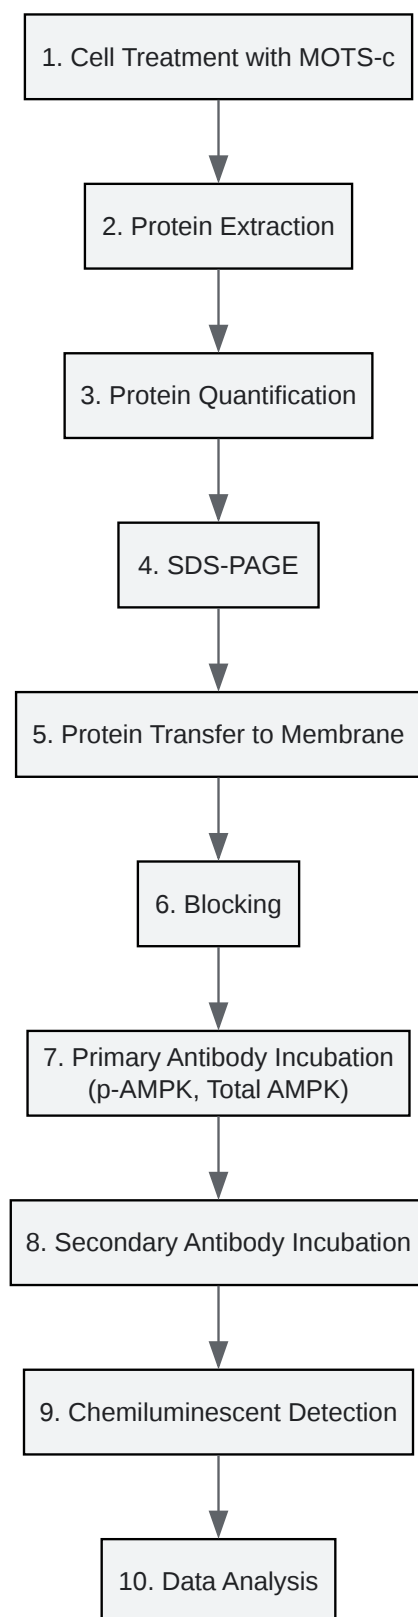 1. Cell Treatment with MOTS-c
2. Protein Extraction
3. Protein Quantification
4. SDS-PAGE
5. Protein Transfer to Membrane
6. Blocking
7. Primary Antibody Incubation
(p-AMPK, Total AMPK)
8. Secondary Antibody Incubation
9. Chemiluminescent Detection
10. Data Analysis